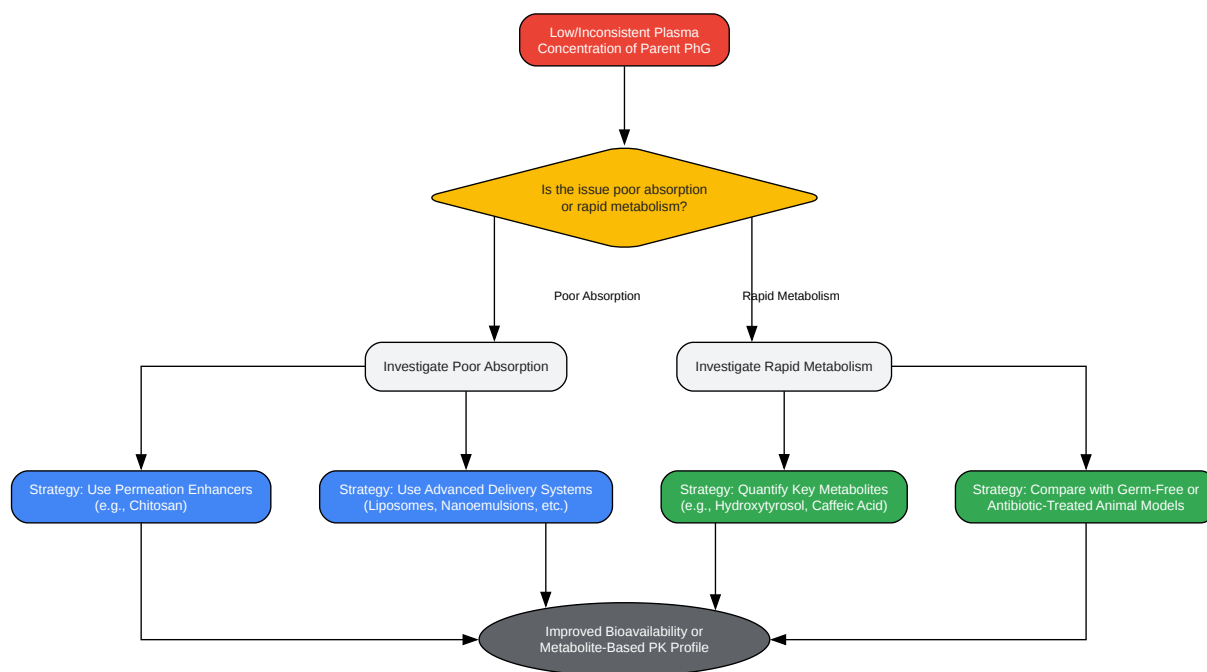 Low/Inconsistent Plasma
Concentration of Parent PhG
Is the issue poor absorption
or rapid metabolism?
Poor Absorption
Rapid Metabolism
Investigate Poor Absorption
Investigate Rapid Metabolism
Strategy: Use Permeation Enhancers
(e.g., Chitosan)
Strategy: Use Advanced Delivery Systems
(Liposomes, Nanoemulsions, etc.)
Strategy: Quantify Key Metabolites
(e.g., Hydroxytyrosol, Caffeic Acid)
Strategy: Compare with Germ-Free or
Antibiotic-Treated Animal Models
Improved Bioavailability or
Metabolite-Based PK Profile